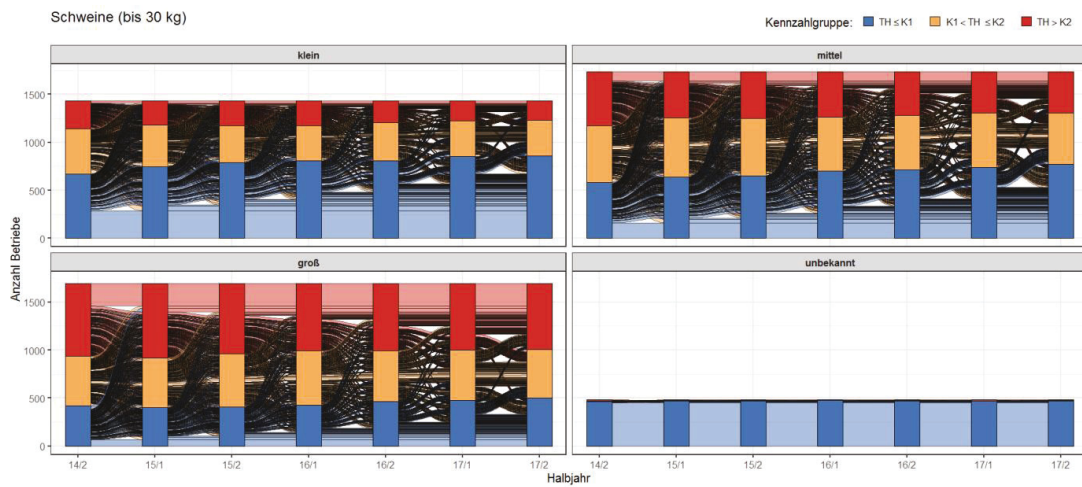 Schweine (bis 30 kg)
Kennzahlgruppe: TH ≤ K1 K1 < TH ≤ K2 TH > K2
klein
mittel
1500
1000
500
0
groß
unbekannt
1500
1000
500
0
Anzahl Betriebe
14/2 15/1 15/2 16/1 16/2 17/1 17/2
14/2 15/1 15/2 16/1 16/2 17/1 17/2
Halbjahr